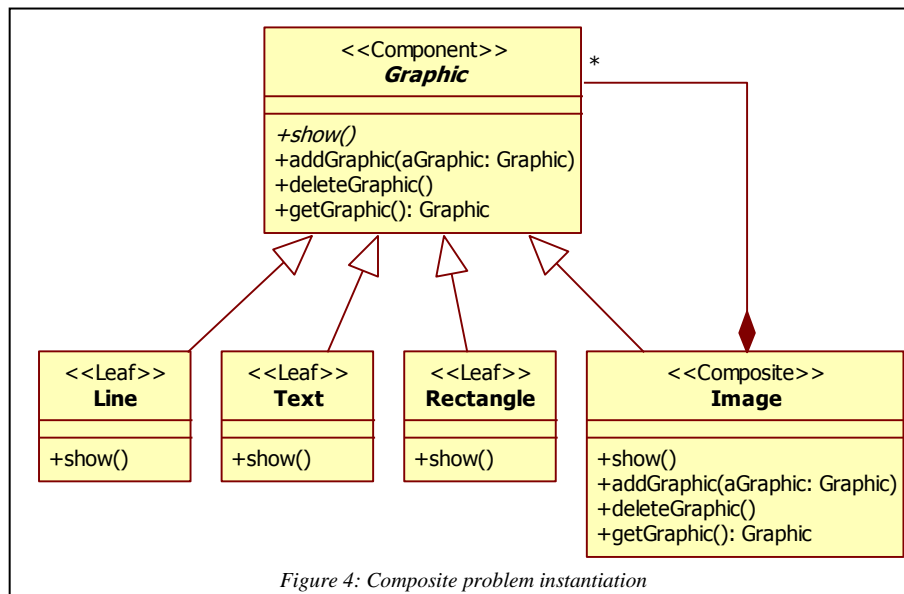 <<Component>>
Graphic
*
+show()
+addGraphic(aGraphic: Graphic)
+deleteGraphic()
+getGraphic(): Graphic
<<Leaf>>
Line
+show()
<<Leaf>>
Text
+show()
<<Leaf>>
Rectangle
+show()
<<Composite>>
Image
+show()
+addGraphic(aGraphic: Graphic)
+deleteGraphic()
+getGraphic(): Graphic
Figure 4: Composite problem instantiation